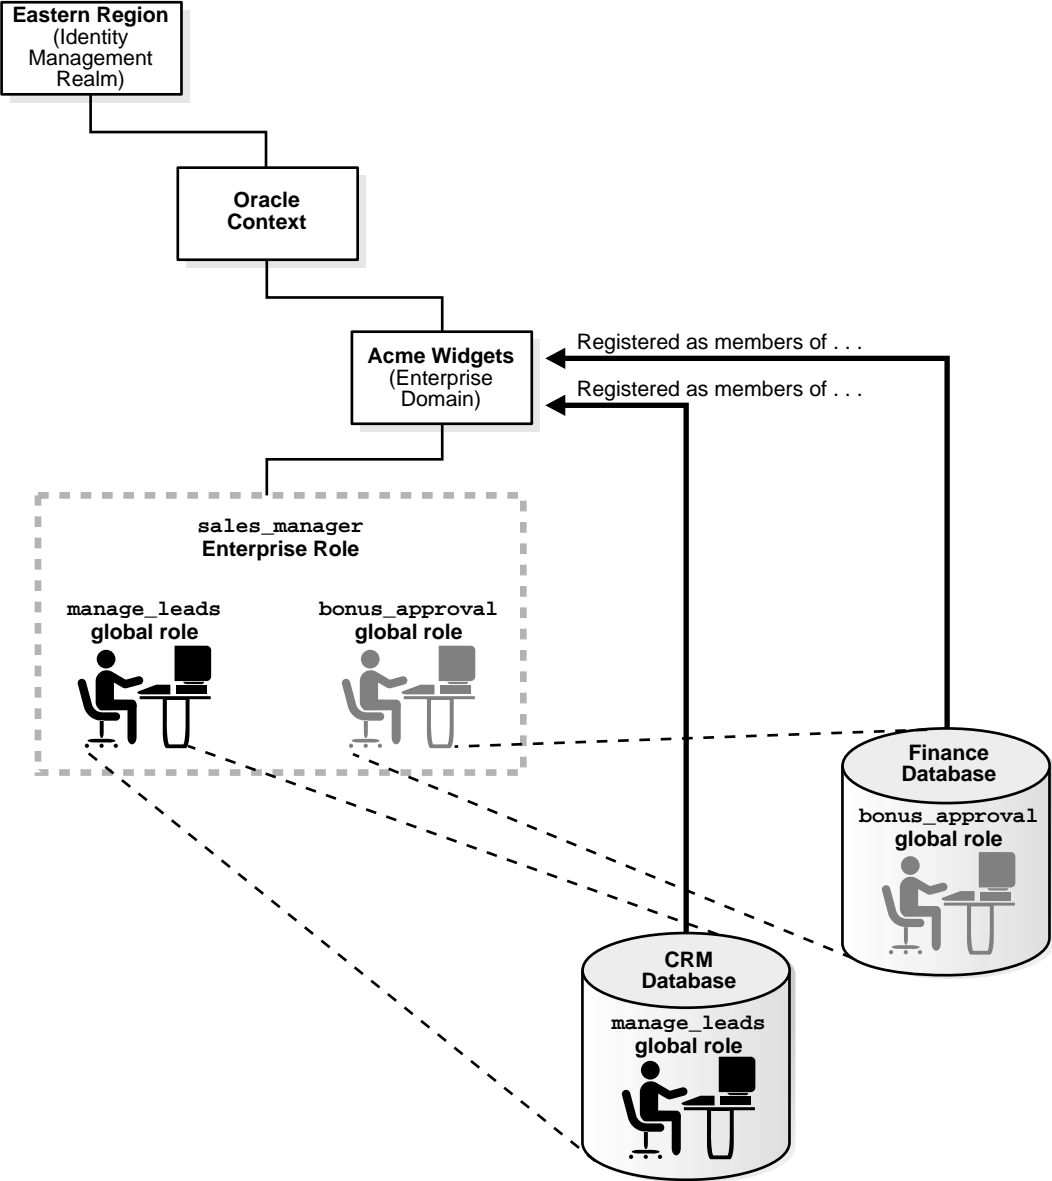 Eastern Region
(Identity
Management
Realm)
Oracle
Context
Acme Widgets
(Enterprise
Domain)
Registered as members of . . .
Registered as members of . . .
sales_manager
Enterprise Role
manage_leads
global role
bonus_approval
global role
Finance
Database
bonus_approval
global role
CRM
Database
manage_leads
global role